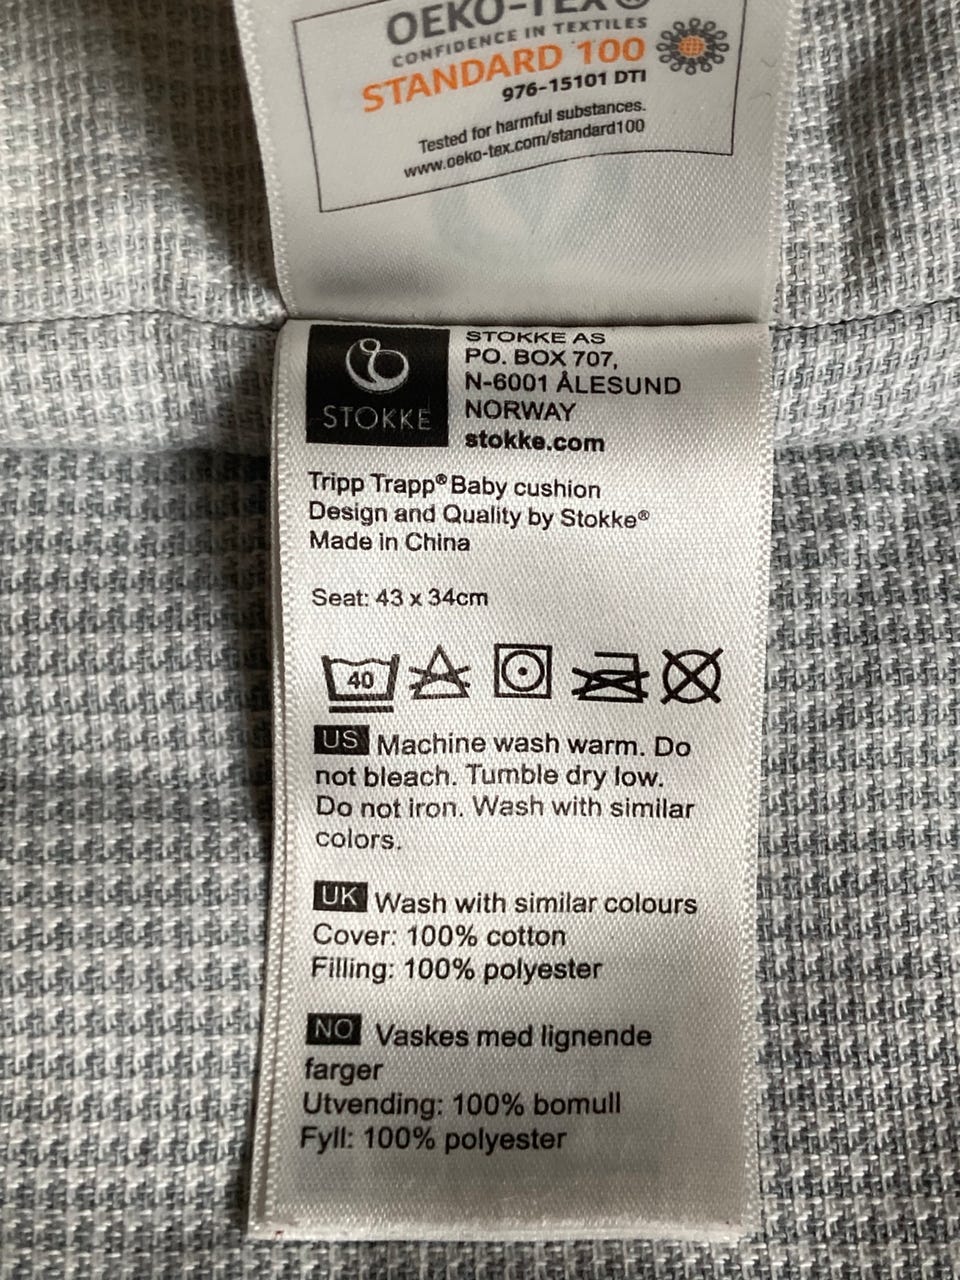 OEKO-TEX®
CONFIDENCE IN TEXTILES
STANDARD 100
976-15101 DTI
Tested for harmful substances.
www.oeko-tex.com/standard100
STOKKE
STOKKE AS
PO. BOX 707,
N-6001 ÅLESUND
NORWAY
stokke.com
Tripp Trapp® Baby cushion
Design and Quality by Stokke®
Made in China
Seat: 43 x 34cm
40
US Machine wash warm. Do
not bleach. Tumble dry low.
Do not iron. Wash with similar
colors.
UK Wash with similar colours
Cover: 100% cotton
Filling: 100% polyester
NO Vaskes med lignende
farger
Utvending: 100% bomull
Fyll: 100% polyester